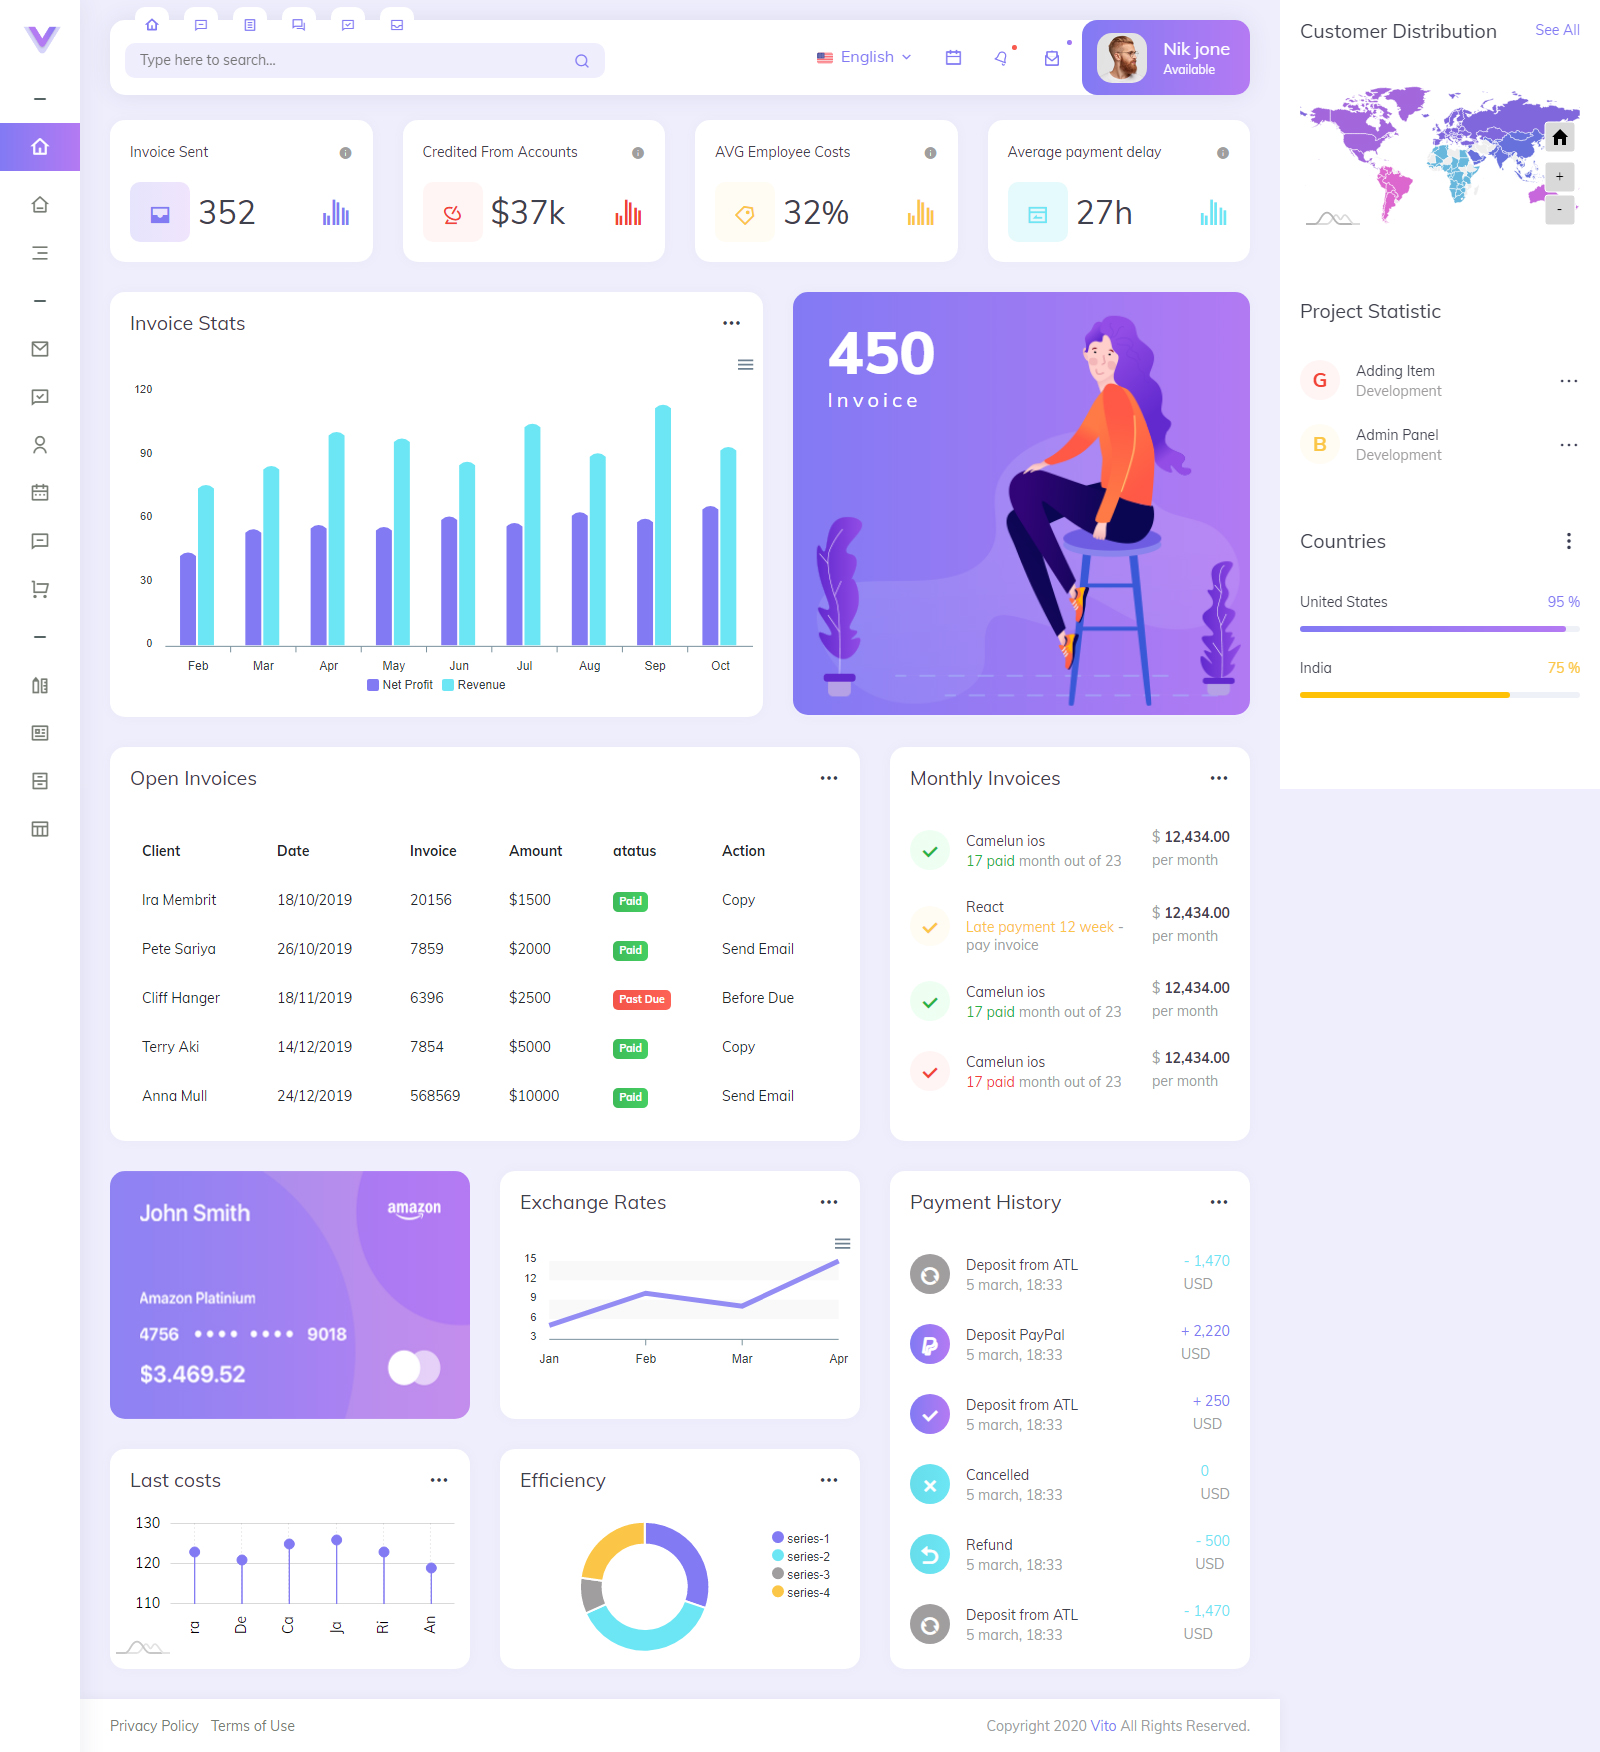 Type here to search...
English
Nik jone
Available
Customer Distribution
See All
+
-
Invoice Sent
352
Credited From Accounts
$37k
AVG Employee Costs
32%
Average payment delay
27h
Invoice Stats
120
90
60
30
0
Feb
Mar
Apr
May
Jun
Jul
Aug
Sep
Oct
Net Profit
Revenue
450
Invoice
Project Statistic
G
Adding Item
Development
B
Admin Panel
Development
Countries
United States
95 %
India
75 %
Open Invoices
Client Date Invoice Amount atatus Action
Ira Membrit 18/10/2019 20156 $1500 Paid Copy
Pete Sariya 26/10/2019 7859 $2000 Paid Send Email
Cliff Hanger 18/11/2019 6396 $2500 Past Due Before Due
Terry Aki 14/12/2019 7854 $5000 Paid Copy
Anna Mull 24/12/2019 568569 $10000 Paid Send Email
Monthly Invoices
Camelun ios
17 paid month out of 23
$ 12,434.00
per month
React
Late payment 12 week -
pay invoice
$ 12,434.00
per month
Camelun ios
17 paid month out of 23
$ 12,434.00
per month
Camelun ios
17 paid month out of 23
$ 12,434.00
per month
John Smith
amazon
Amazon Platinium
4756 •••• •••• 9018
$3.469.52
Exchange Rates
15
12
9
6
3
Jan
Feb
Mar
Apr
Payment History
Deposit from ATL
5 march, 18:33
- 1,470
USD
Deposit PayPal
5 march, 18:33
+ 2,220
USD
Deposit from ATL
5 march, 18:33
+ 250
USD
Cancelled
5 march, 18:33
0
USD
Refund
5 march, 18:33
- 500
USD
Deposit from ATL
5 march, 18:33
- 1,470
USD
Last costs
130
120
110
ra
De
Ca
Ja
Ri
An
Efficiency
series-1
series-2
series-3
series-4
Privacy Policy
Terms of Use
Copyright 2020 Vito All Rights Reserved.